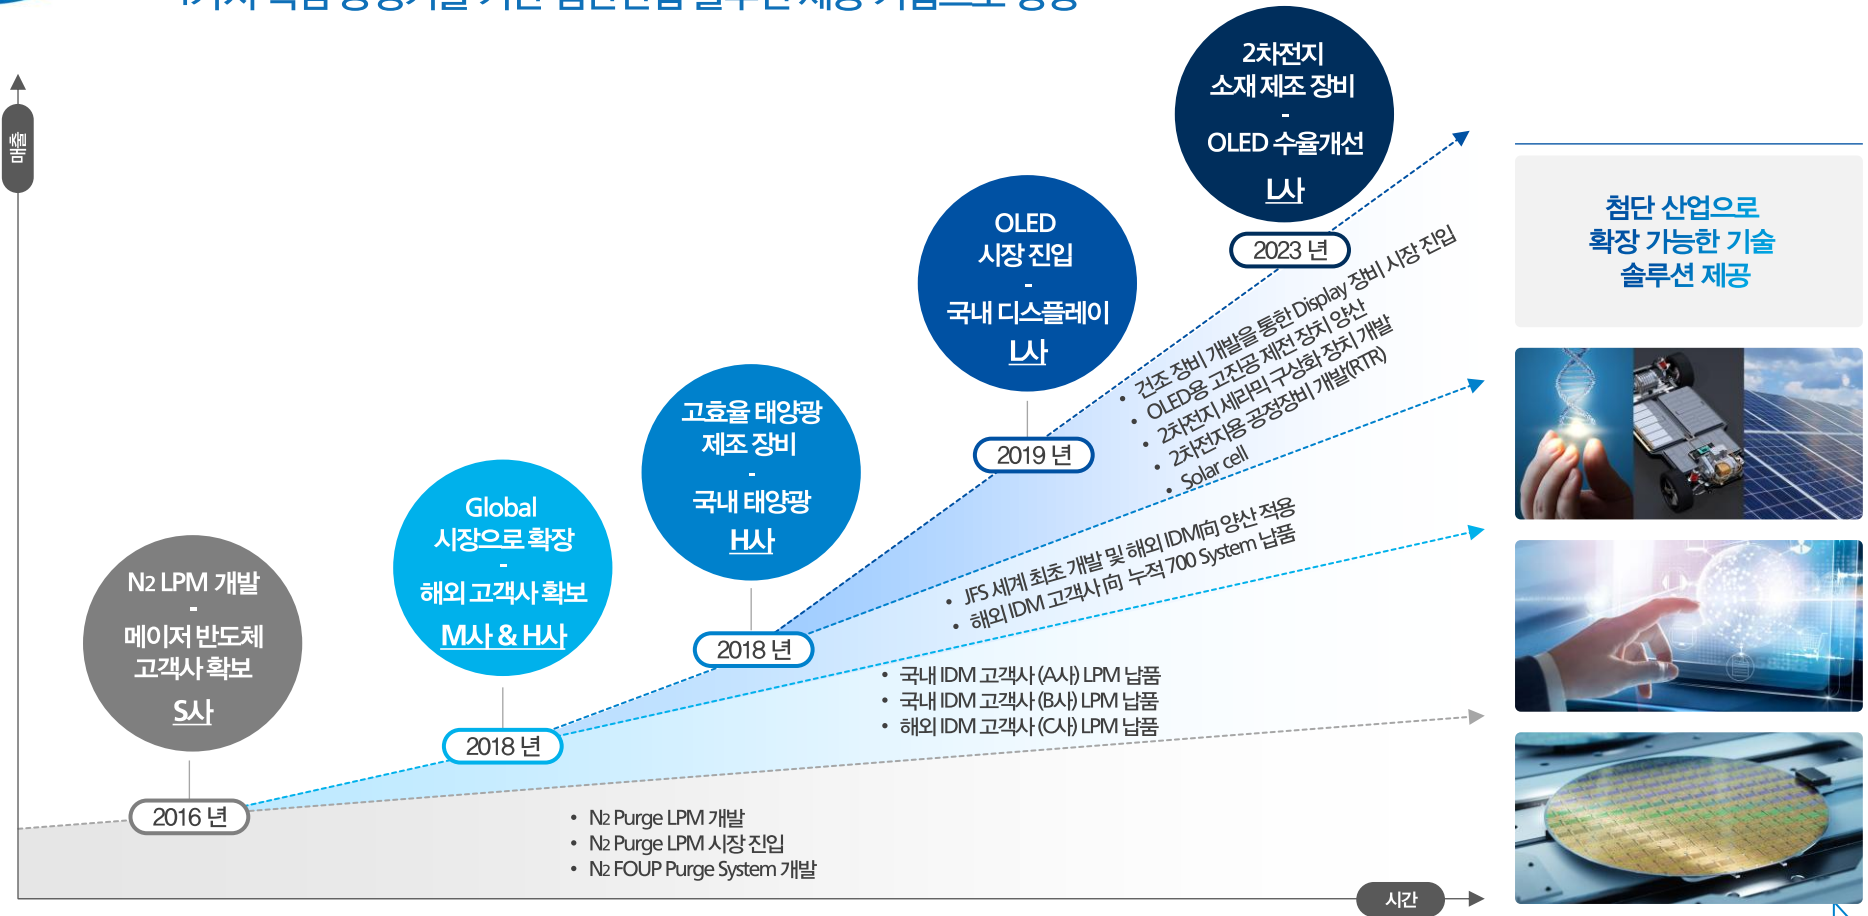 매출
2차전지
소재 제조 장비
-
OLED 수율개선
L사
2023 년
OLED
시장 진입
-
국내 디스플레이
L사
2019 년
고효율 태양광
제조 장비
-
국내 태양광
H사
2018 년
Global
시장으로 확장
-
해외 고객사 확보
M사 & H사
2018 년
N2 LPM 개발
-
메이저 반도체
고객사 확보
S사
2016 년
• 건조 장비 개발을 통한 Display 장비 시장 진입
• OLED용 고진공 제전 장치 양산
• 2차전지 세라믹 구상화 장치 개발
• 2차전지용 공정장비 개발(RTR)
• Solar cell
• JFS 세계 최초 개발 및 해외 IDM向 양산 적용
• 해외 IDM 고객사 向 누적 700 System 납품
• 국내 IDM 고객사 (A사) LPM 납품
• 국내 IDM 고객사 (B사) LPM 납품
• 해외 IDM 고객사 (C사) LPM 납품
• N2 Purge LPM 개발
• N2 Purge LPM 시장 진입
• N2 FOUP Purge System 개발
시간
첨단 산업으로
확장 가능한 기술
솔루션 제공